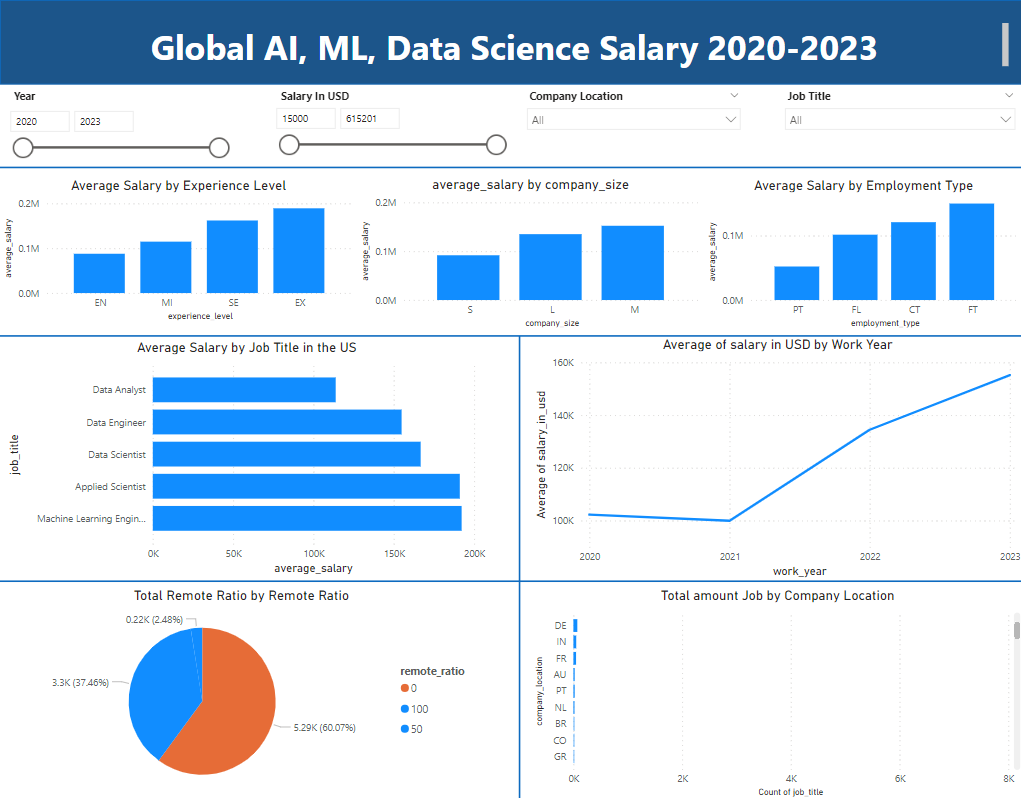 Global AI, ML, Data Science Salary 2020-2023
Year
2020
2023
Salary In USD
15000
615201
Company Location
All
Job Title
All
Average Salary by Experience Level
average_salary
0.2M
0.1M
0.0M
EN
MI
SE
EX
experience_level
average_salary by company_size
average_salary
0.2M
0.1M
0.0M
S
L
M
company_size
Average Salary by Employment Type
average_salary
0.1M
0.0M
PT
FL
CT
FT
employment_type
Average Salary by Job Title in the US
job_title
Data Analyst
Data Engineer
Data Scientist
Applied Scientist
Machine Learning Engin...
0K
50K
100K
150K
200K
average_salary
Average of salary in USD by Work Year
Average of salary_in_usd
160K
140K
120K
100K
2020
2021
2022
2023
work_year
Total Remote Ratio by Remote Ratio
0.22K (2.48%)
3.3K (37.46%)
5.29K (60.07%)
remote_ratio
0
100
50
Total amount Job by Company Location
company_location
DE
IN
FR
AU
PT
NL
BR
CO
GR
0K
2K
4K
6K
8K
Count of job_title